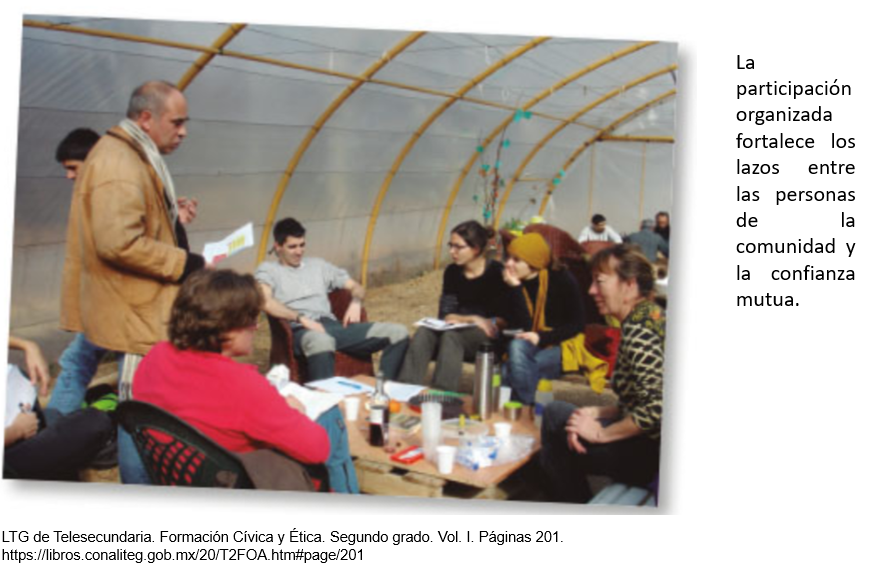 La
participación
organizada
fortalece los
lazos entre
las personas
de la
comunidad y
la confianza
mutua.
LTG de Telesecundaria. Formación Cívica y Ética. Segundo grado. Vol. I. Páginas 201.
https://libros.conaliteg.gob.mx/20/T2FOA.htm#page/201